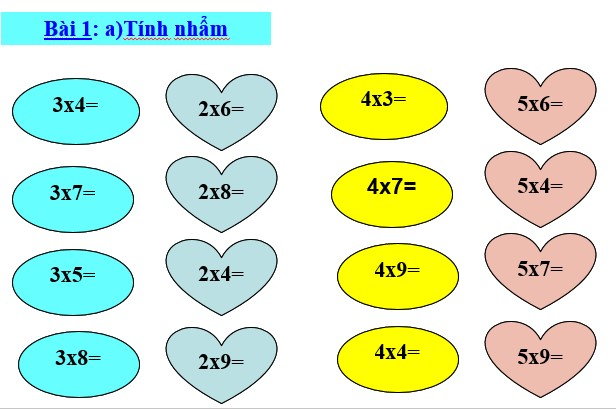 Bài 1: a)Tính nhẩm
3x4= 2x6= 4x3= 5x6=
3x7= 2x8= 4x7= 5x4=
3x5= 2x4= 4x9= 5x7=
3x8= 2x9= 4x4= 5x9=